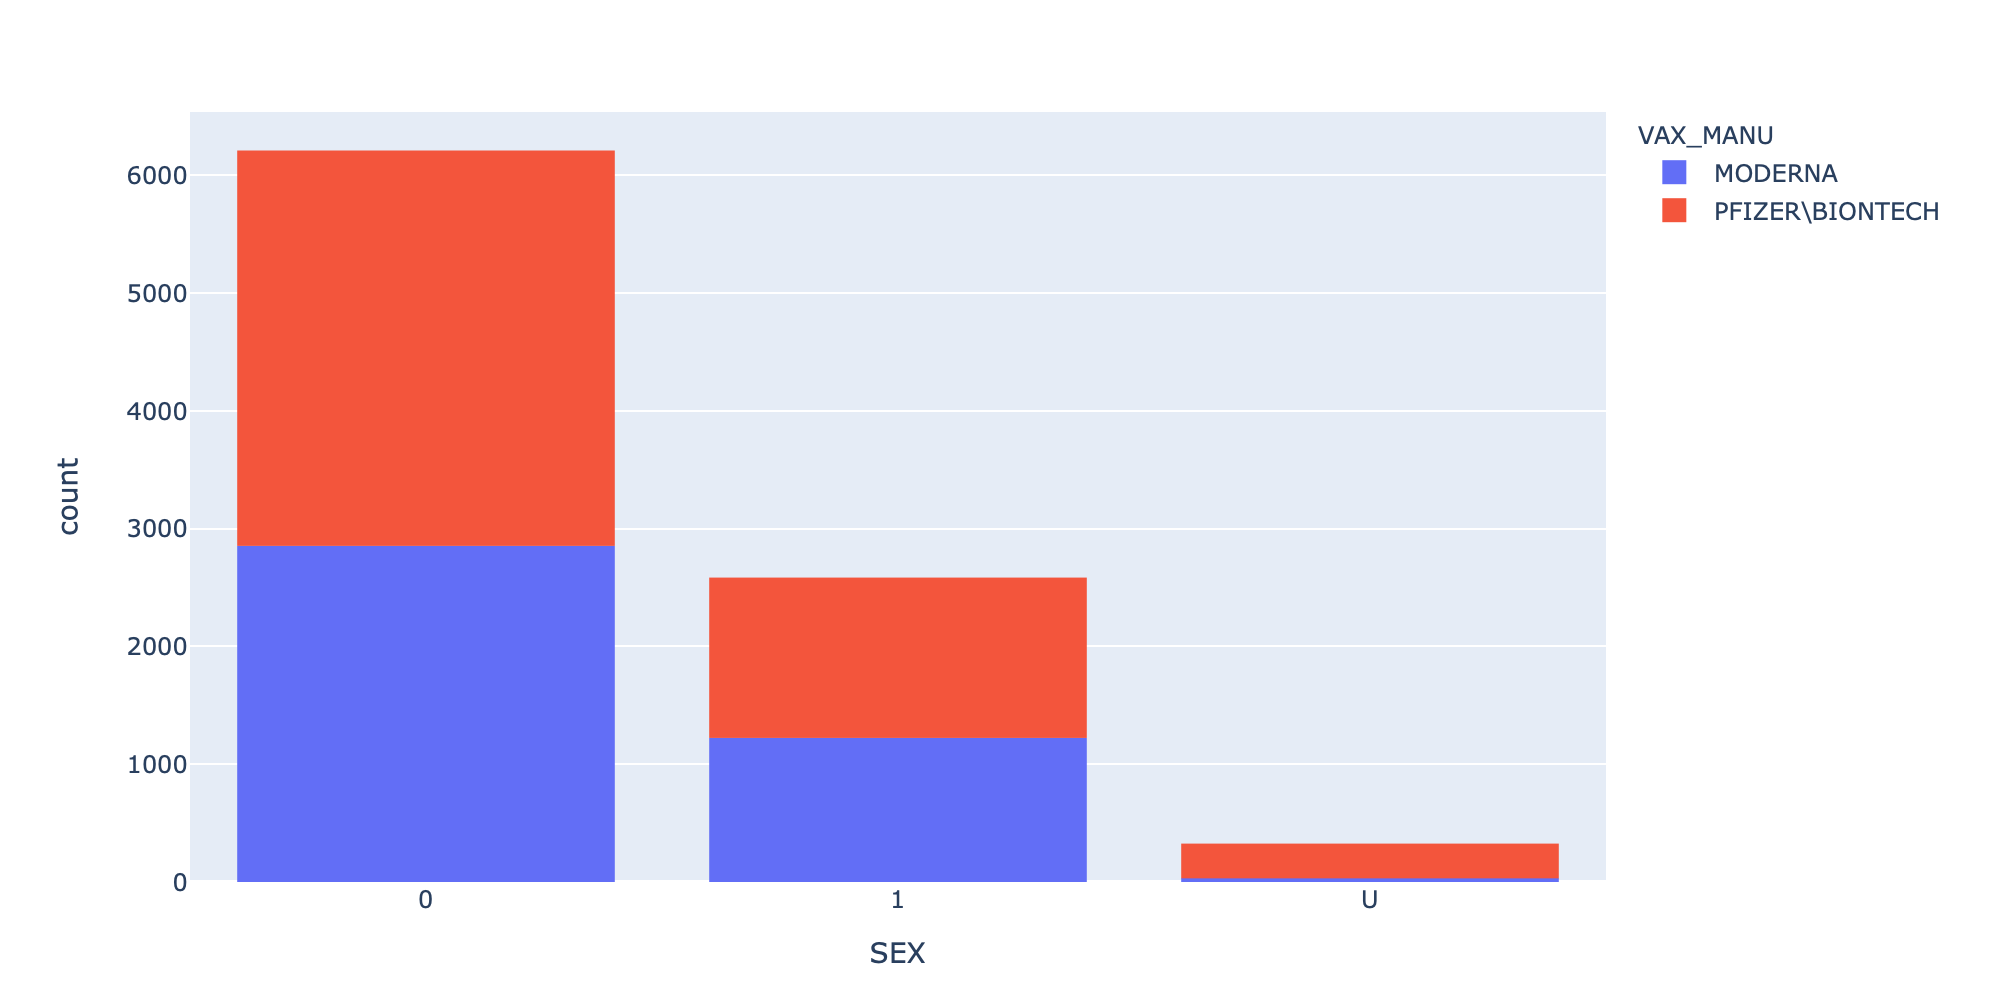 VAX_MANU
MODERNA
PFIZER\BIONTECH
count
6000
5000
4000
3000
2000
1000
0
0 1 U
SEX